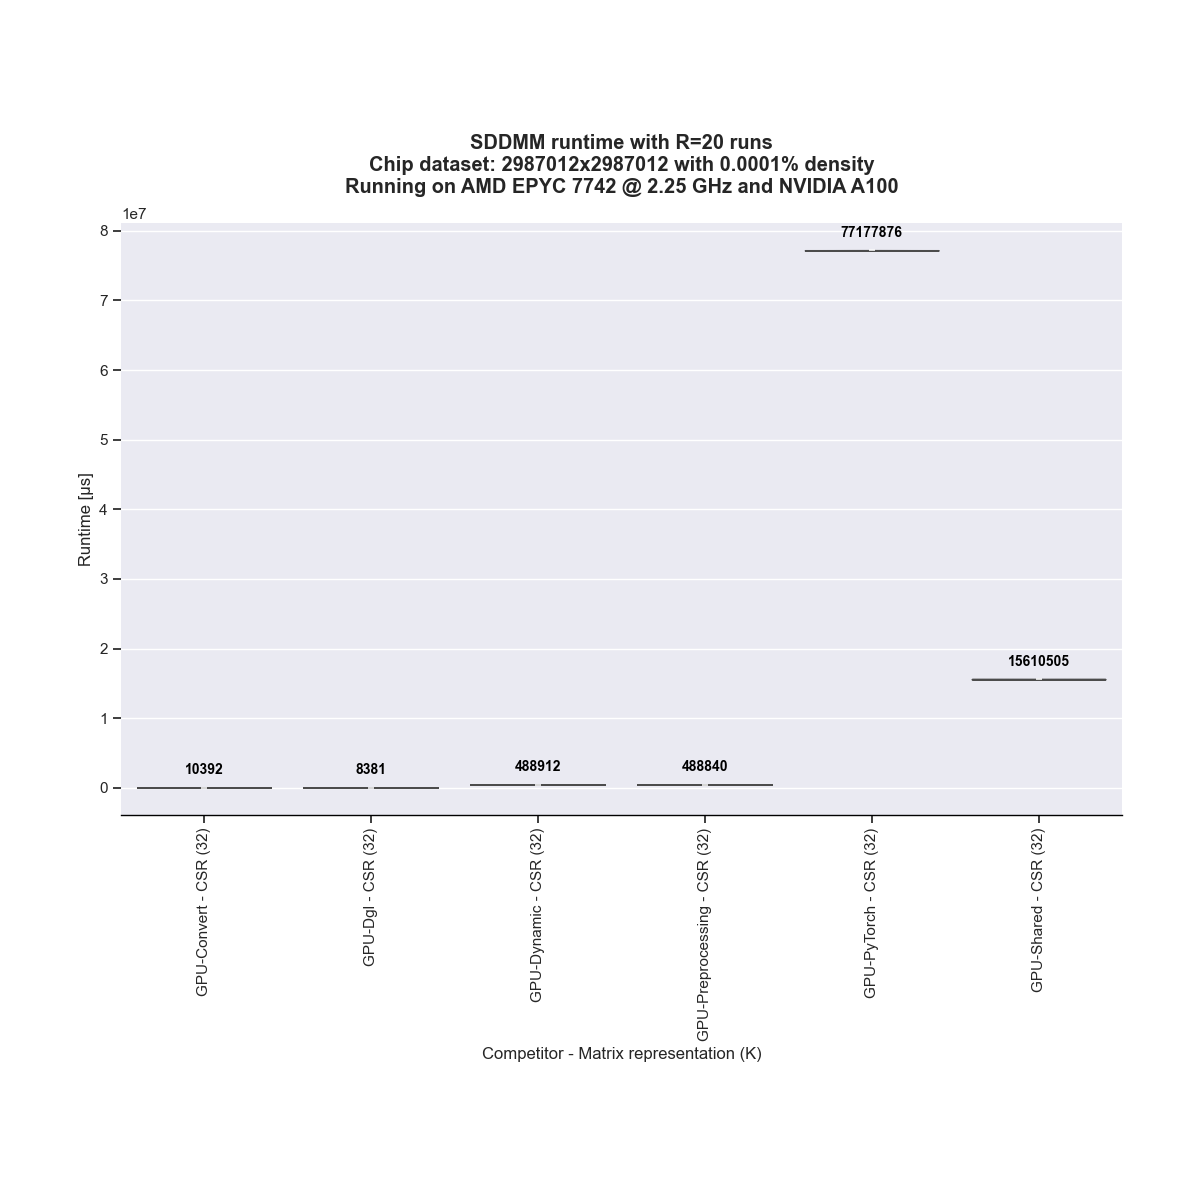 SDDMM runtime with R=20 runs
Chip dataset: 2987012x2987012 with 0.0001% density
Running on AMD EPYC 7742 @ 2.25 GHz and NVIDIA A100
1e7
8
7
6
5
4
3
2
1
0
Runtime [μs]
10392
8381
488912
488840
77177876
15610505
GPU-Convert - CSR (32)
GPU-Dgl - CSR (32)
GPU-Dynamic - CSR (32)
GPU-Preprocessing - CSR (32)
GPU-PyTorch - CSR (32)
GPU-Shared - CSR (32)
Competitor - Matrix representation (K)